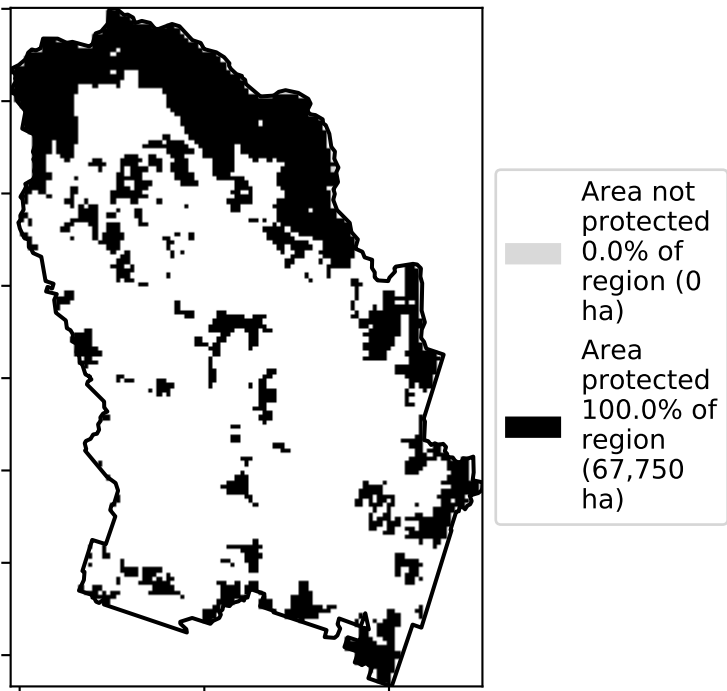 Area not
protected
0.0% of
region (0
ha)
Area
protected
100.0% of
region
(67,750
ha)